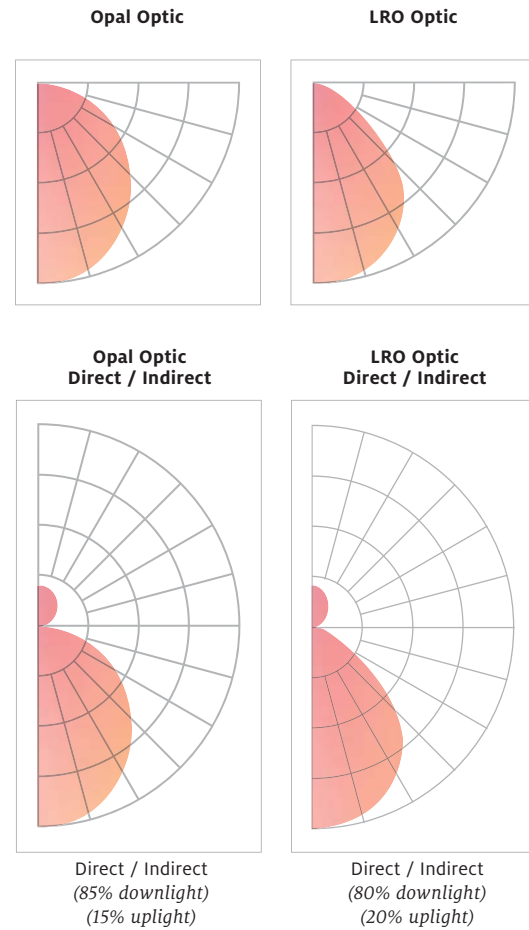 Opal Optic
LRO Optic
Opal Optic
Direct / Indirect
LRO Optic
Direct / Indirect
Direct / Indirect
(85% downlight)
(15% uplight)
Direct / Indirect
(80% downlight)
(20% uplight)